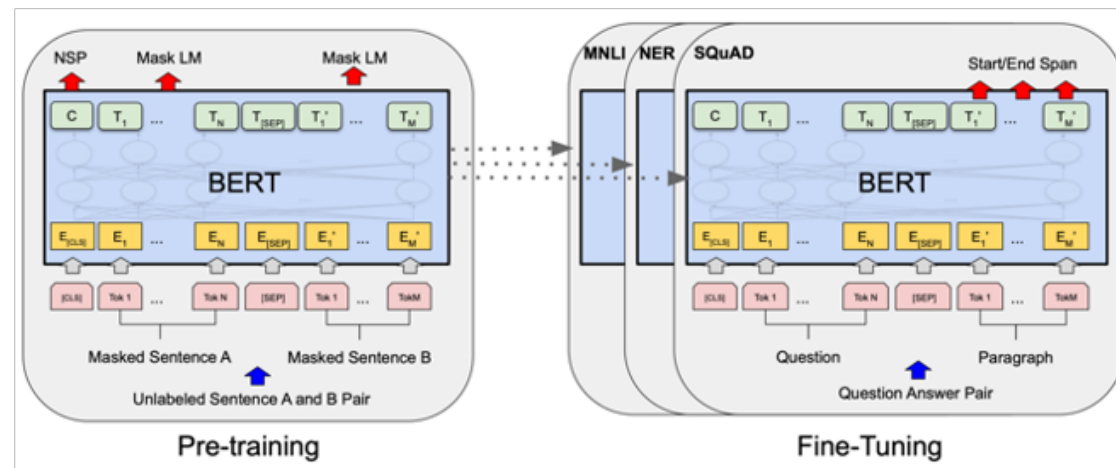 NSP Mask LM Mask LM
C T1 ... TN T[SEP] T1' ... TM'
BERT
E[CLS] E1 ... EN E[SEP] E1' ... EM'
[CLS] Tok 1 ... Tok N [SEP] Tok 1 ... TokM
Masked Sentence A Masked Sentence B
Unlabeled Sentence A and B Pair
Pre-training
MNLI NER SQuAD
Start/End Span
C T1 ... TN T[SEP] T1' ... TM'
BERT
E[CLS] E1 ... EN E[SEP] E1' ... EM'
[CLS] Tok 1 ... Tok N [SEP] Tok 1 ... TokM
Question Paragraph
Question Answer Pair
Fine-Tuning